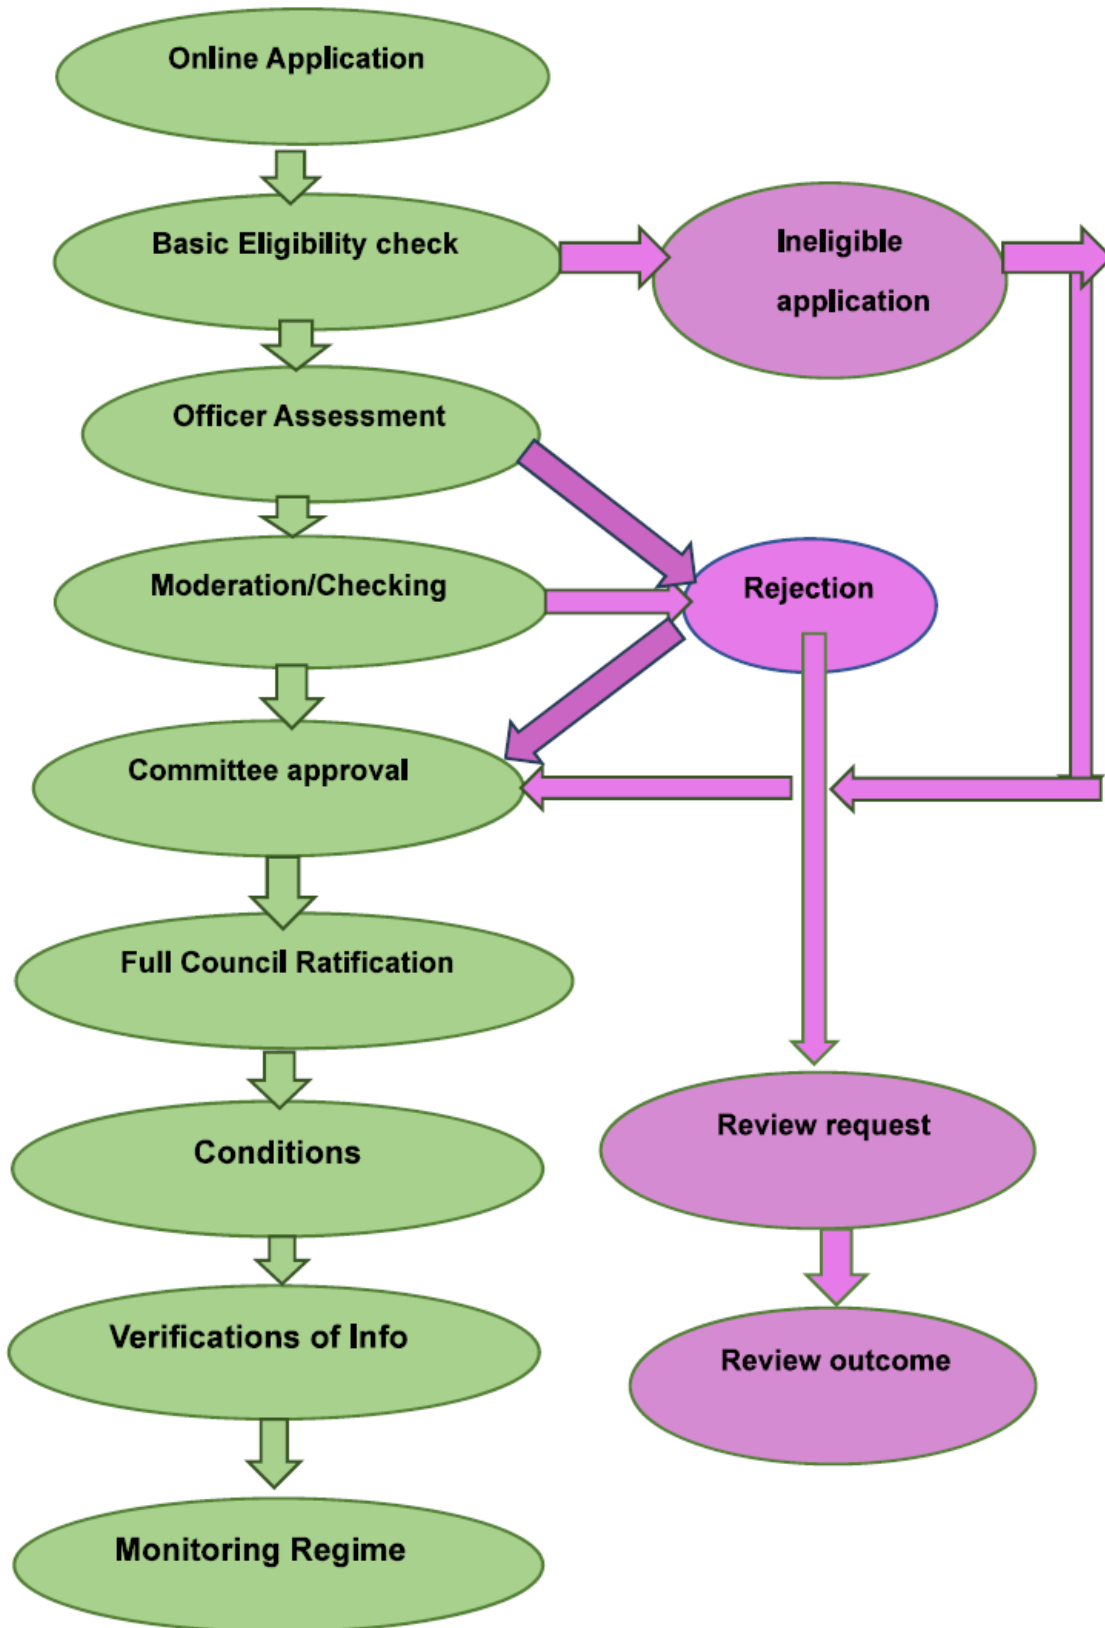 Online Application
Basic Eligibility check
Ineligible
application
Officer Assessment
Moderation/Checking
Rejection
Committee approval
Full Council Ratification
Conditions
Review request
Verifications of Info
Review outcome
Monitoring Regime